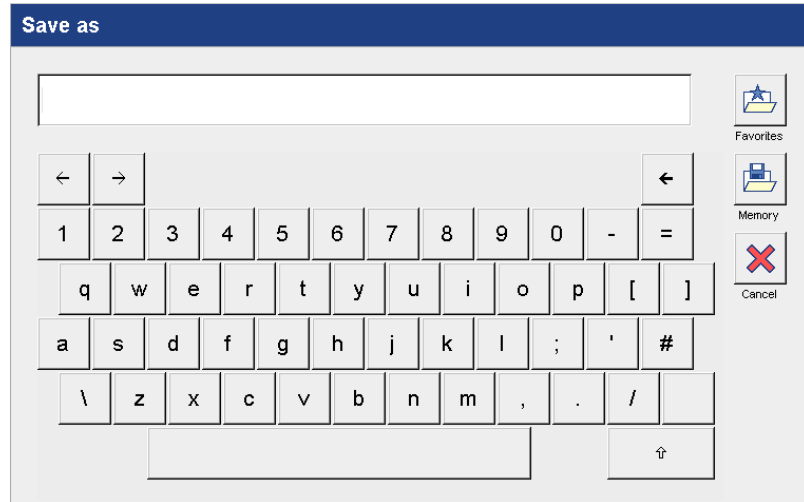 Save as
Favorites
← → ←
Memory
1 2 3 4 5 6 7 8 9 0 - =
q w e r t y u i o p [ ]
Cancel
a s d f g h j k l ; ' #
\ z x c v b n m , . /
⇧